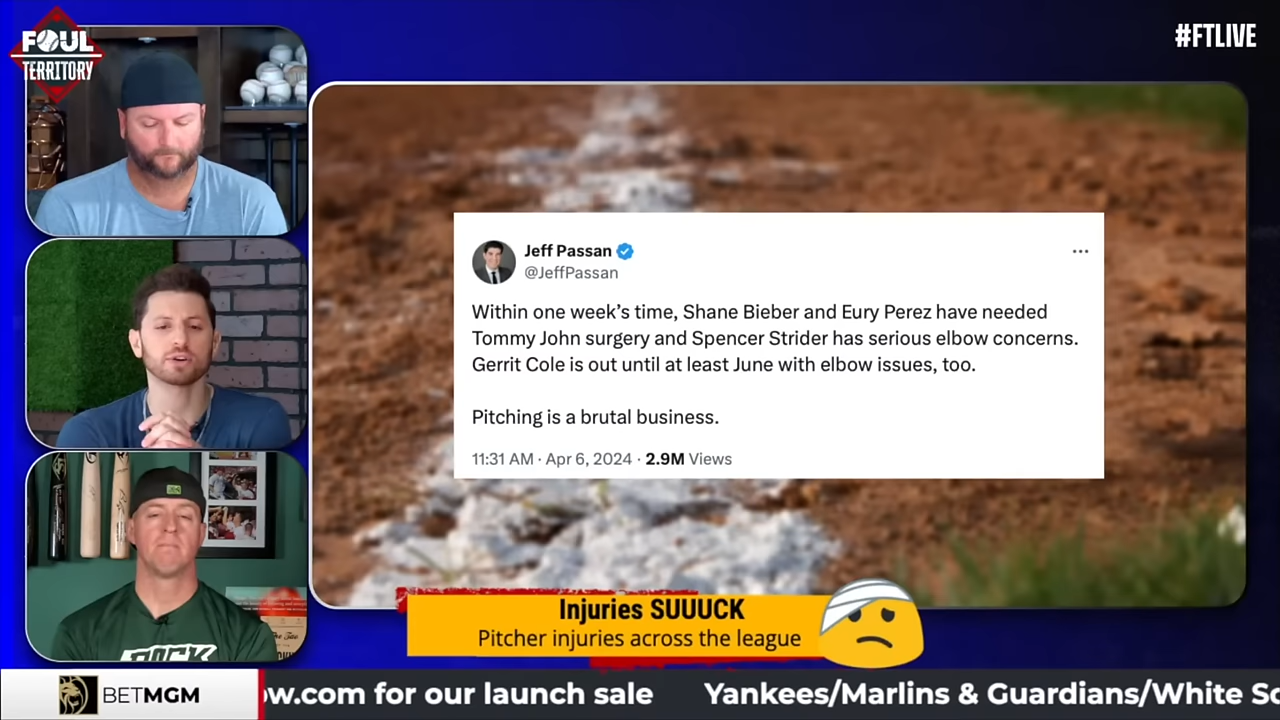 FOUL
TERRITORY
#FTLIVE
Jeff Passan
@JeffPassan
Within one week’s time, Shane Bieber and Eury Perez have needed
Tommy John surgery and Spencer Strider has serious elbow concerns.
Gerrit Cole is out until at least June with elbow issues, too.
Pitching is a brutal business.
11:31 AM · Apr 6, 2024 · 2.9M Views
Injuries SUUUCK
Pitcher injuries across the league
BETMGM
ow.com for our launch sale Yankees/Marlins & Guardians/White So